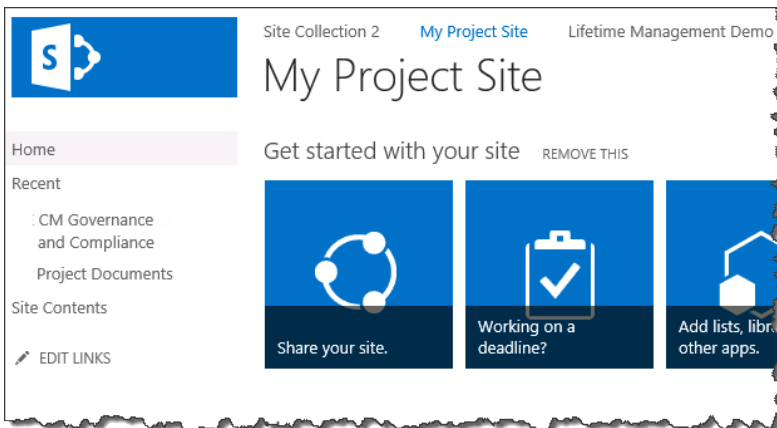 Site Collection 2 My Project Site Lifetime Management Demo
My Project Site
Home
Recent
CM Governance
and Compliance
Project Documents
Site Contents
EDIT LINKS
Get started with your site REMOVE THIS
Share your site.
Working on a
deadline?
Add lists,
other apps.